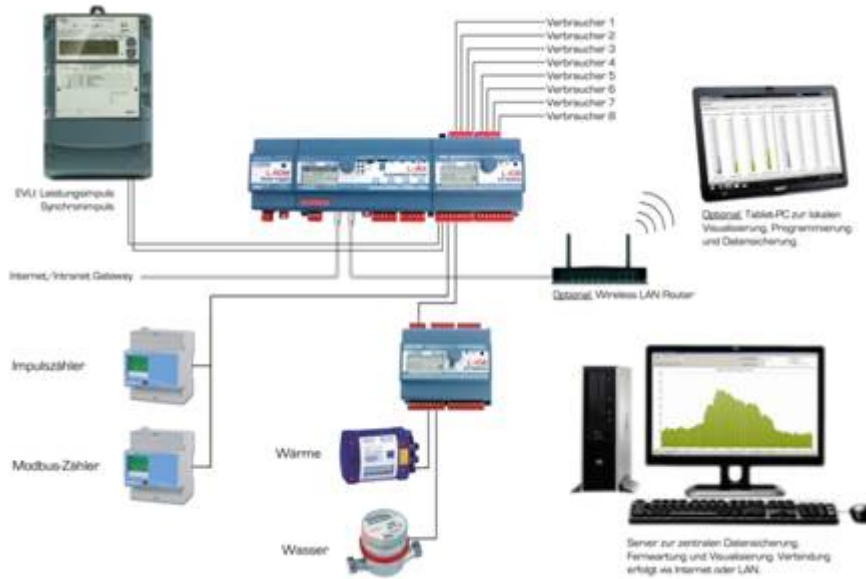 Verbraucher 1
Verbraucher 2
Verbraucher 3
Verbraucher 4
Verbraucher 5
Verbraucher 6
Verbraucher 7
Verbraucher 8
EVU: Leistungsimpuls
Synchronimpuls
Optional: Tablet-PC zur lokalen
Visualisierung, Programmierung
und Datensicherung.
Internet/Intranet Gateway
Optional: Wireless LAN Router
Impulszähler
Modbus-Zähler
Wärme
Wasser
Server zur zentralen Datensicherung,
Fernwartung und Visualisierung. Verbindung
erfolgt via Internet oder LAN.